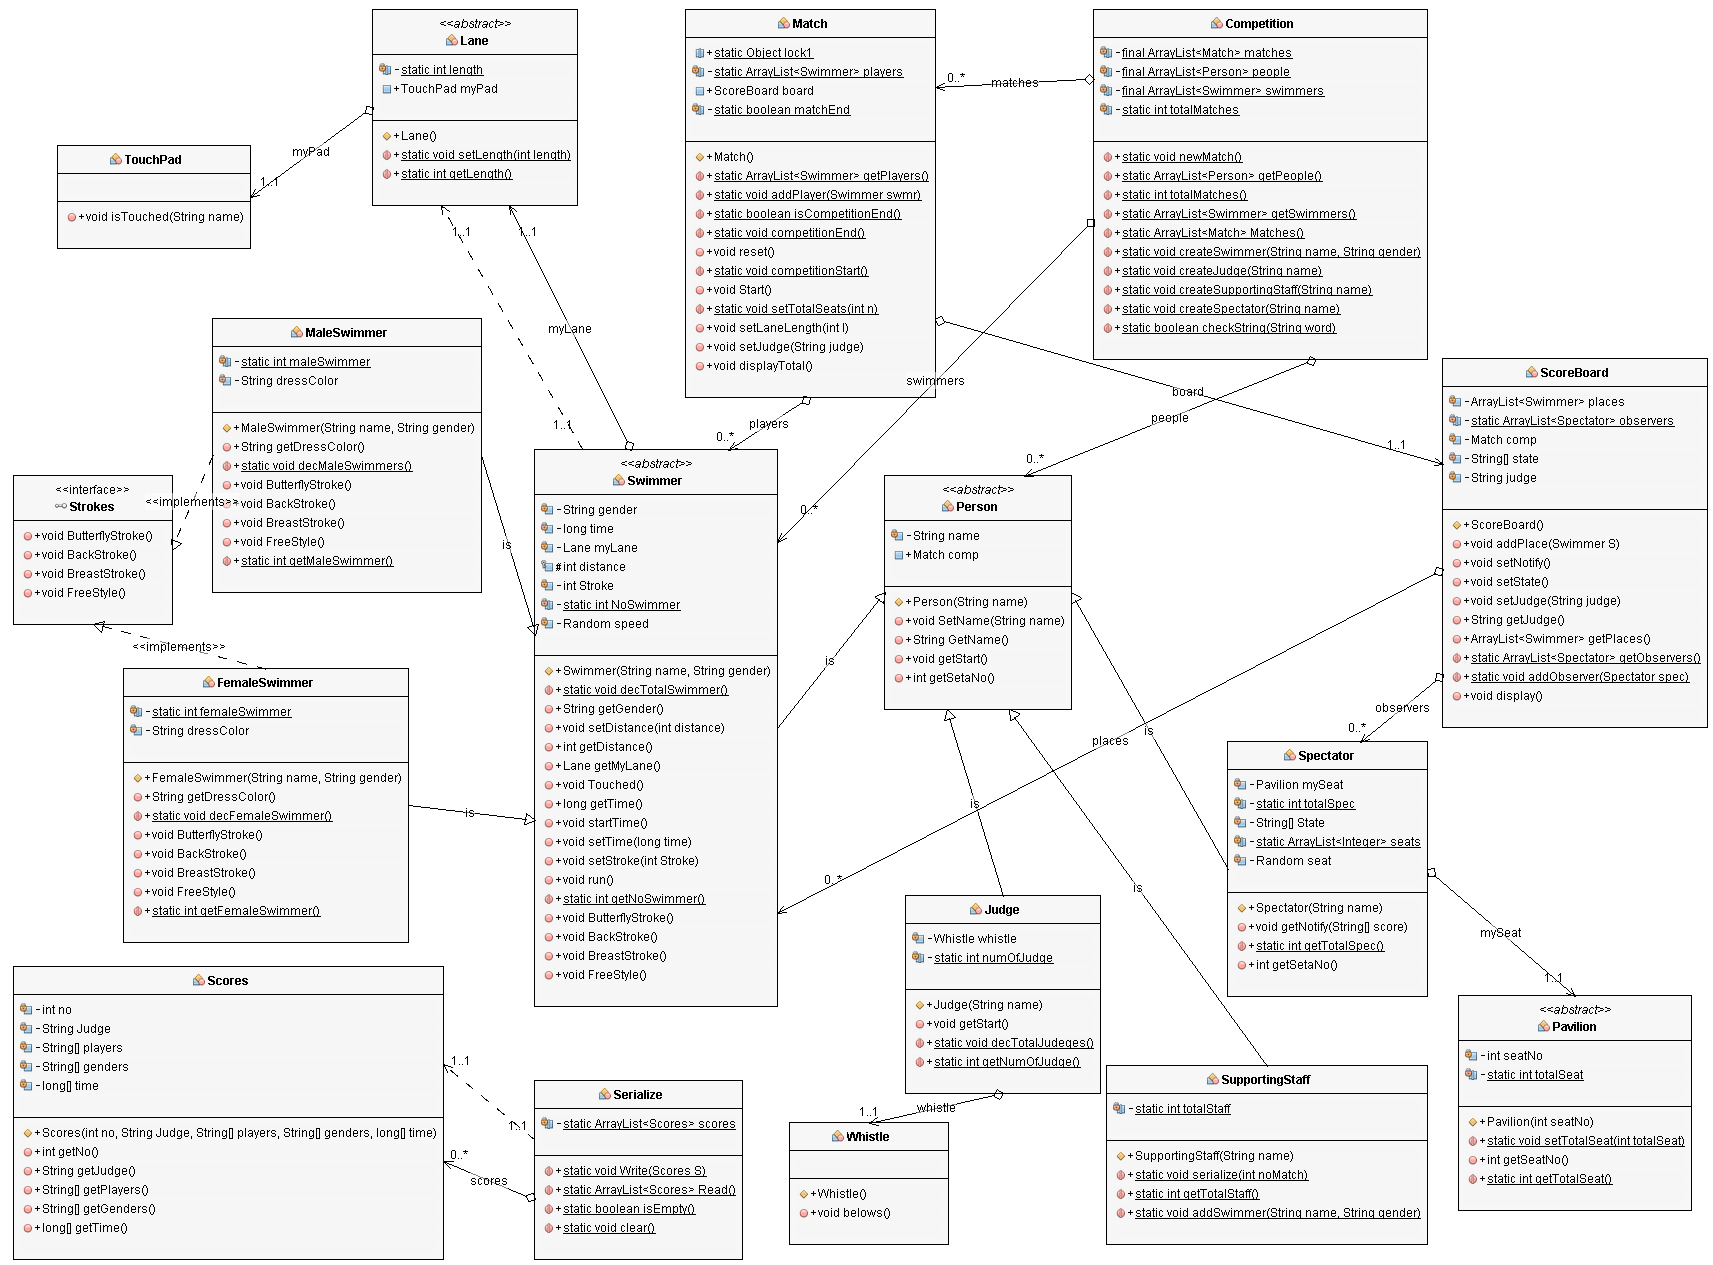 <<abstract>>
Lane
-static int length
+TouchPad myPad
+Lane()
+static void setLength(int length)
+static int getLength()
Match
+static Object lock1
-static ArrayList<Swimmer> players
+ScoreBoard board
-static boolean matchEnd
+Match()
+static ArrayList<Swimmer> getPlayers()
+static void addPlayer(Swimmer swmr)
+static boolean isCompetitionEnd()
+static void competitionEnd()
+void reset()
+static void competitionStart()
+void Start()
+static void setTotalSeats(int n)
+void setLaneLength(int l)
+void setJudge(String judge)
+void displayTotal()
Competition
-final ArrayList<Match> matches
-final ArrayList<Person> people
-final ArrayList<Swimmer> swimmers
-static int totalMatches
+static void newMatch()
+static ArrayList<Person> getPeople()
+static int totalMatches()
+static ArrayList<Swimmer> getSwimmers()
+static ArrayList<Match> Matches()
+static void createSwimmer(String name, String gender)
+static void createJudge(String name)
+static void createSupportingStaff(String name)
+static void createSpectator(String name)
+static boolean checkString(String word)
0..*
matches
TouchPad
+void isTouched(String name)
myPad
1..1
1..1
1..1
myLane
1..1
swimmers
0..*
board
1..1
players
0..*
people
0..*
MaleSwimmer
-static int maleSwimmer
-String dressColor
+MaleSwimmer(String name, String gender)
+String getDressColor()
+static void decMaleSwimmers()
+void ButterflyStroke()
+void BackStroke()
+void BreastStroke()
+void FreeStyle()
+static int getMaleSwimmer()
<<implements>>
is
<<interface>>
Strokes
+void ButterflyStroke()
+void BackStroke()
+void BreastStroke()
+void FreeStyle()
<<implements>>
FemaleSwimmer
-static int femaleSwimmer
-String dressColor
+FemaleSwimmer(String name, String gender)
+String getDressColor()
+static void decFemaleSwimmer()
+void ButterflyStroke()
+void BackStroke()
+void BreastStroke()
+void FreeStyle()
+static int getFemaleSwimmer()
is
<<abstract>>
Swimmer
-String gender
-long time
-Lane myLane
#int distance
-int Stroke
-static int NoSwimmer
-Random speed
+Swimmer(String name, String gender)
+static void decTotalSwimmer()
+String getGender()
+void setDistance(int distance)
+int getDistance()
+Lane getMyLane()
+void Touched()
+long getTime()
+void startTime()
+void setTime(long time)
+void setStroke(int Stroke)
+void run()
+static int getNoSwimmer()
+void ButterflyStroke()
+void BackStroke()
+void BreastStroke()
+void FreeStyle()
is
<<abstract>>
Person
-String name
+Match comp
+Person(String name)
+void SetName(String name)
+String GetName()
+void getStart()
+int getSetaNo()
is
is
is
ScoreBoard
-ArrayList<Swimmer> places
-static ArrayList<Spectator> observers
-Match comp
-String[] state
-String judge
+ScoreBoard()
+void addPlace(Swimmer S)
+void setNotify()
+void setState()
+void setJudge(String judge)
+String getJudge()
+ArrayList<Swimmer> getPlaces()
+static ArrayList<Spectator> getObservers()
+static void addObserver(Spectator spec)
+void display()
places
0..*
observers
0..*
Spectator
-Pavilion mySeat
-static int totalSpec
-String[] State
-static ArrayList<Integer> seats
-Random seat
+Spectator(String name)
+void getNotify(String[] score)
+static int getTotalSpec()
+int getSetaNo()
mySeat
1..1
<<abstract>>
Pavilion
-int seatNo
-static int totalSeat
+Pavilion(int seatNo)
+static void setTotalSeat(int totalSeat)
+int getSeatNo()
+static int getTotalSeat()
Judge
-Whistle whistle
-static int numOfJudge
+Judge(String name)
+void getStart()
+static void decTotalJudeges()
+static int getNumOfJudge()
whistle
1..1
Whistle
+Whistle()
+void belows()
SupportingStaff
-static int totalStaff
+SupportingStaff(String name)
+static void serialize(int noMatch)
+static int getTotalStaff()
+static void addSwimmer(String name, String gender)
Scores
-int no
-String Judge
-String[] players
-String[] genders
-long[] time
+Scores(int no, String Judge, String[] players, String[] genders, long[] time)
+int getNo()
+String getJudge()
+String[] getPlayers()
+String[] getGenders()
+long[] getTime()
1..1
1..1
0..*
scores
Serialize
-static ArrayList<Scores> scores
+static void Write(Scores S)
+static ArrayList<Scores> Read()
+static boolean isEmpty()
+static void clear()